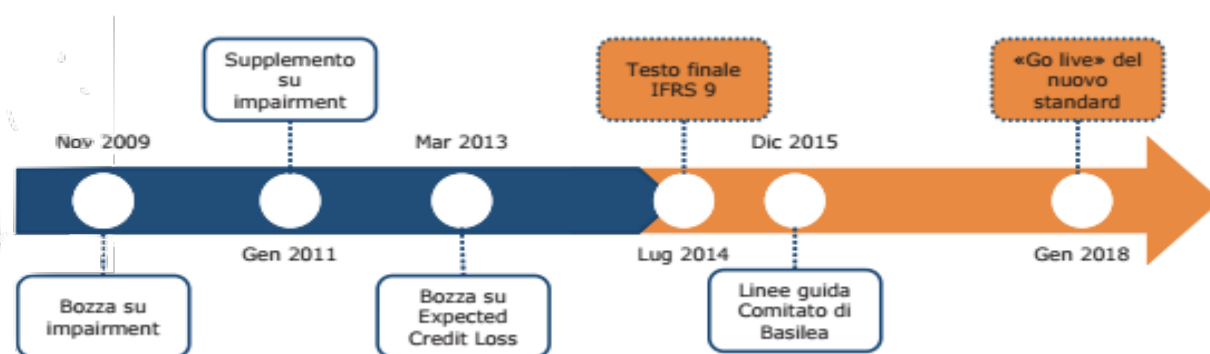 Supplemento
su
impairment
Testo finale
IFRS 9
«Go live» del
nuovo
standard
Nov 2009
Mar 2013
Dic 2015
Gen 2011
Lug 2014
Gen 2018
Bozza su
impairment
Bozza su
Expected
Credit Loss
Linee guida
Comitato di
Basilea